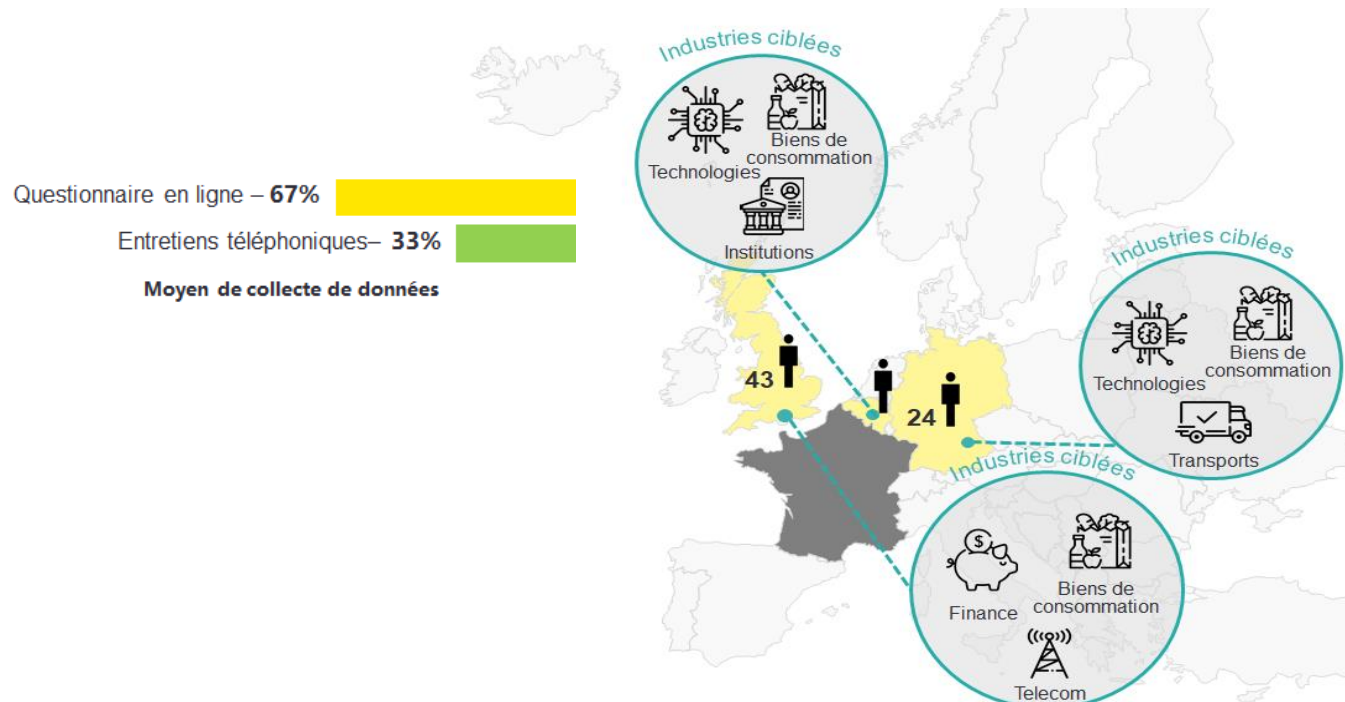 Industries ciblées
Technologies
Biens de
consommation
Institutions
Questionnaire en ligne – 67%
Entretiens téléphoniques– 33%
Moyen de collecte de données
43
24
Industries ciblées
Technologies
Biens de
consommation
Transports
Industries ciblées
Finance
$
Biens de
consommation
Telecom